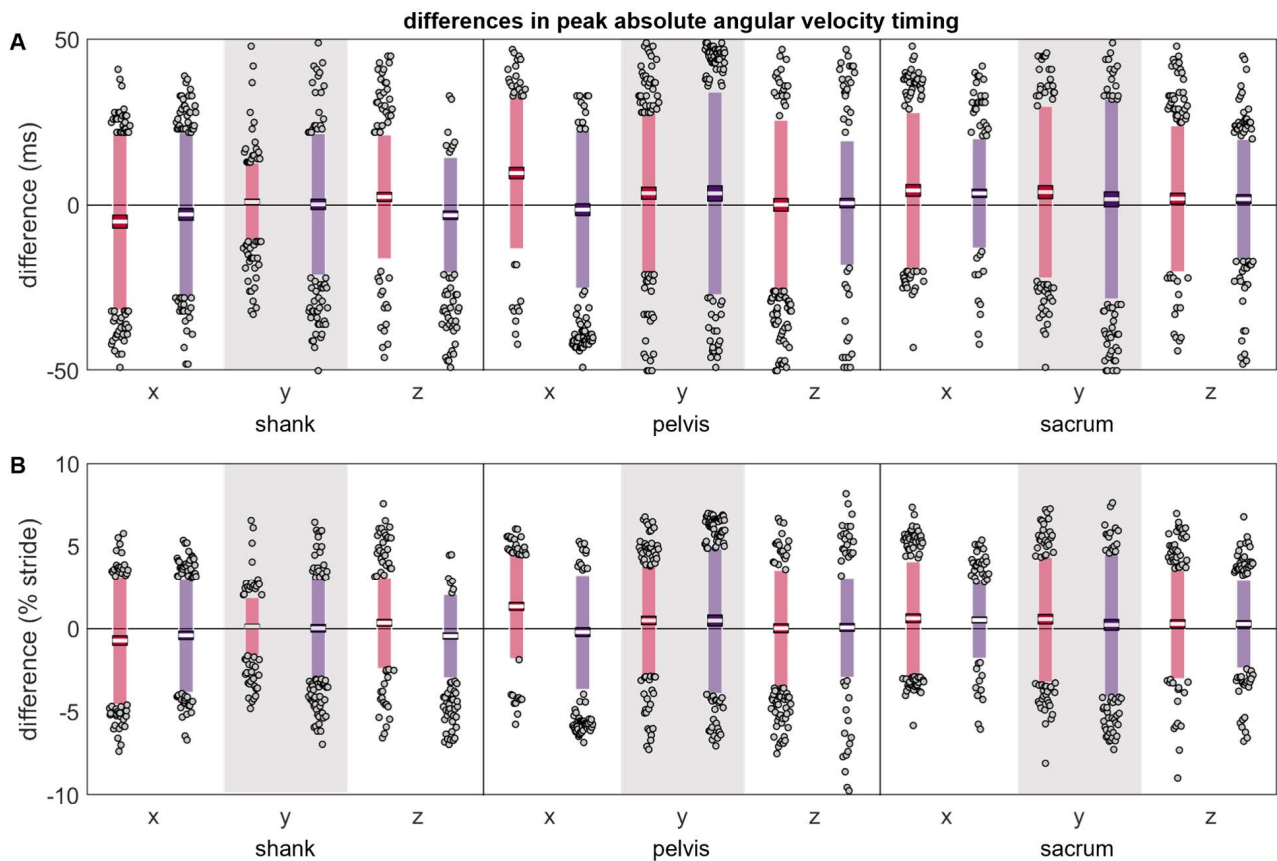 differences in peak absolute angular velocity timing
A
50
0
-50
difference (ms)
x y z x y z x y z
shank pelvis sacrum
B
10
5
0
-5
-10
difference (% stride)
x y z x y z x y z
shank pelvis sacrum